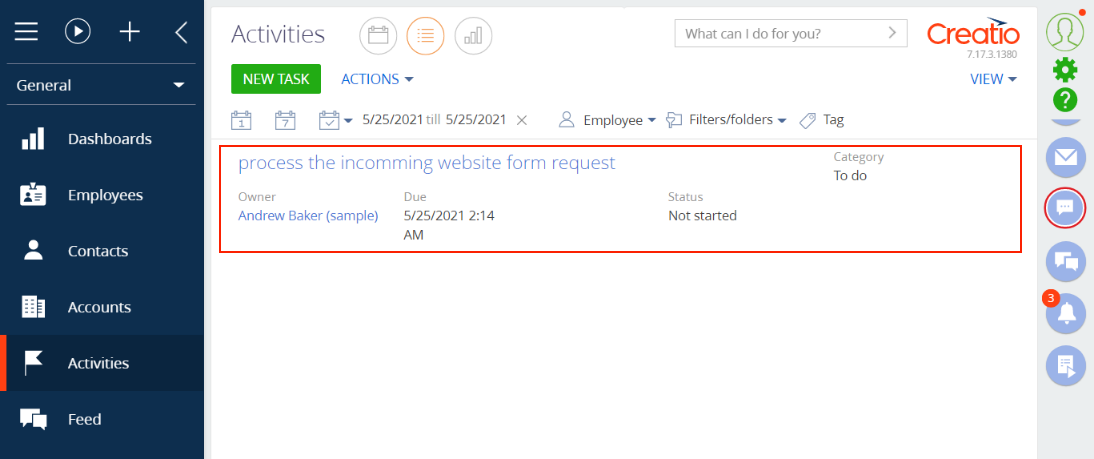 Activities
What can I do for you?
Creatio
7.17.3.1380
General
NEW TASK
ACTIONS
VIEW
1
7
5/25/2021 till 5/25/2021
Employee
Filters/folders
Tag
?
Dashboards
Employees
Contacts
Accounts
Activities
Feed
process the incomming website form request
Category
To do
Owner
Andrew Baker (sample)
Due
5/25/2021 2:14
AM
Status
Not started
3